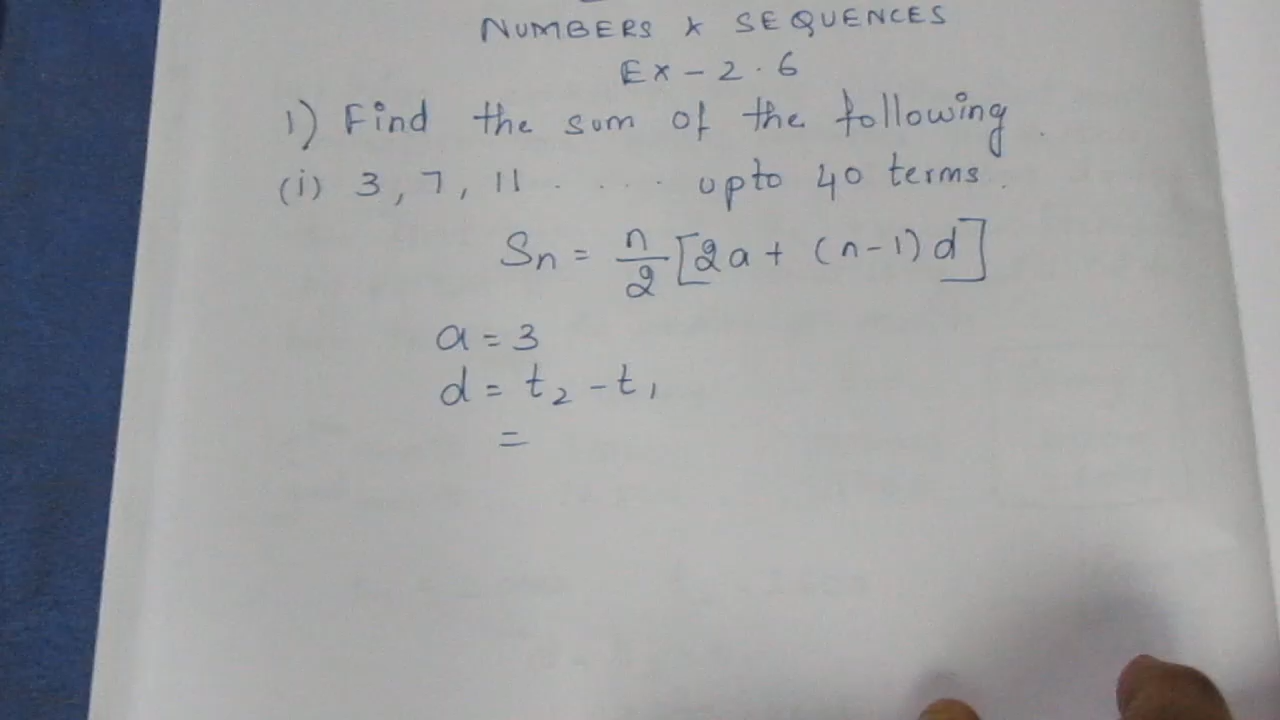 NUMBERS & SEQUENCES
Ex - 2.6
1) Find the sum of the following.
(i) 3, 7, 11 . . . . upto 40 terms.
Sn = n/2 [2a + (n-1) d]
a = 3
d = t₂ - t₁
=